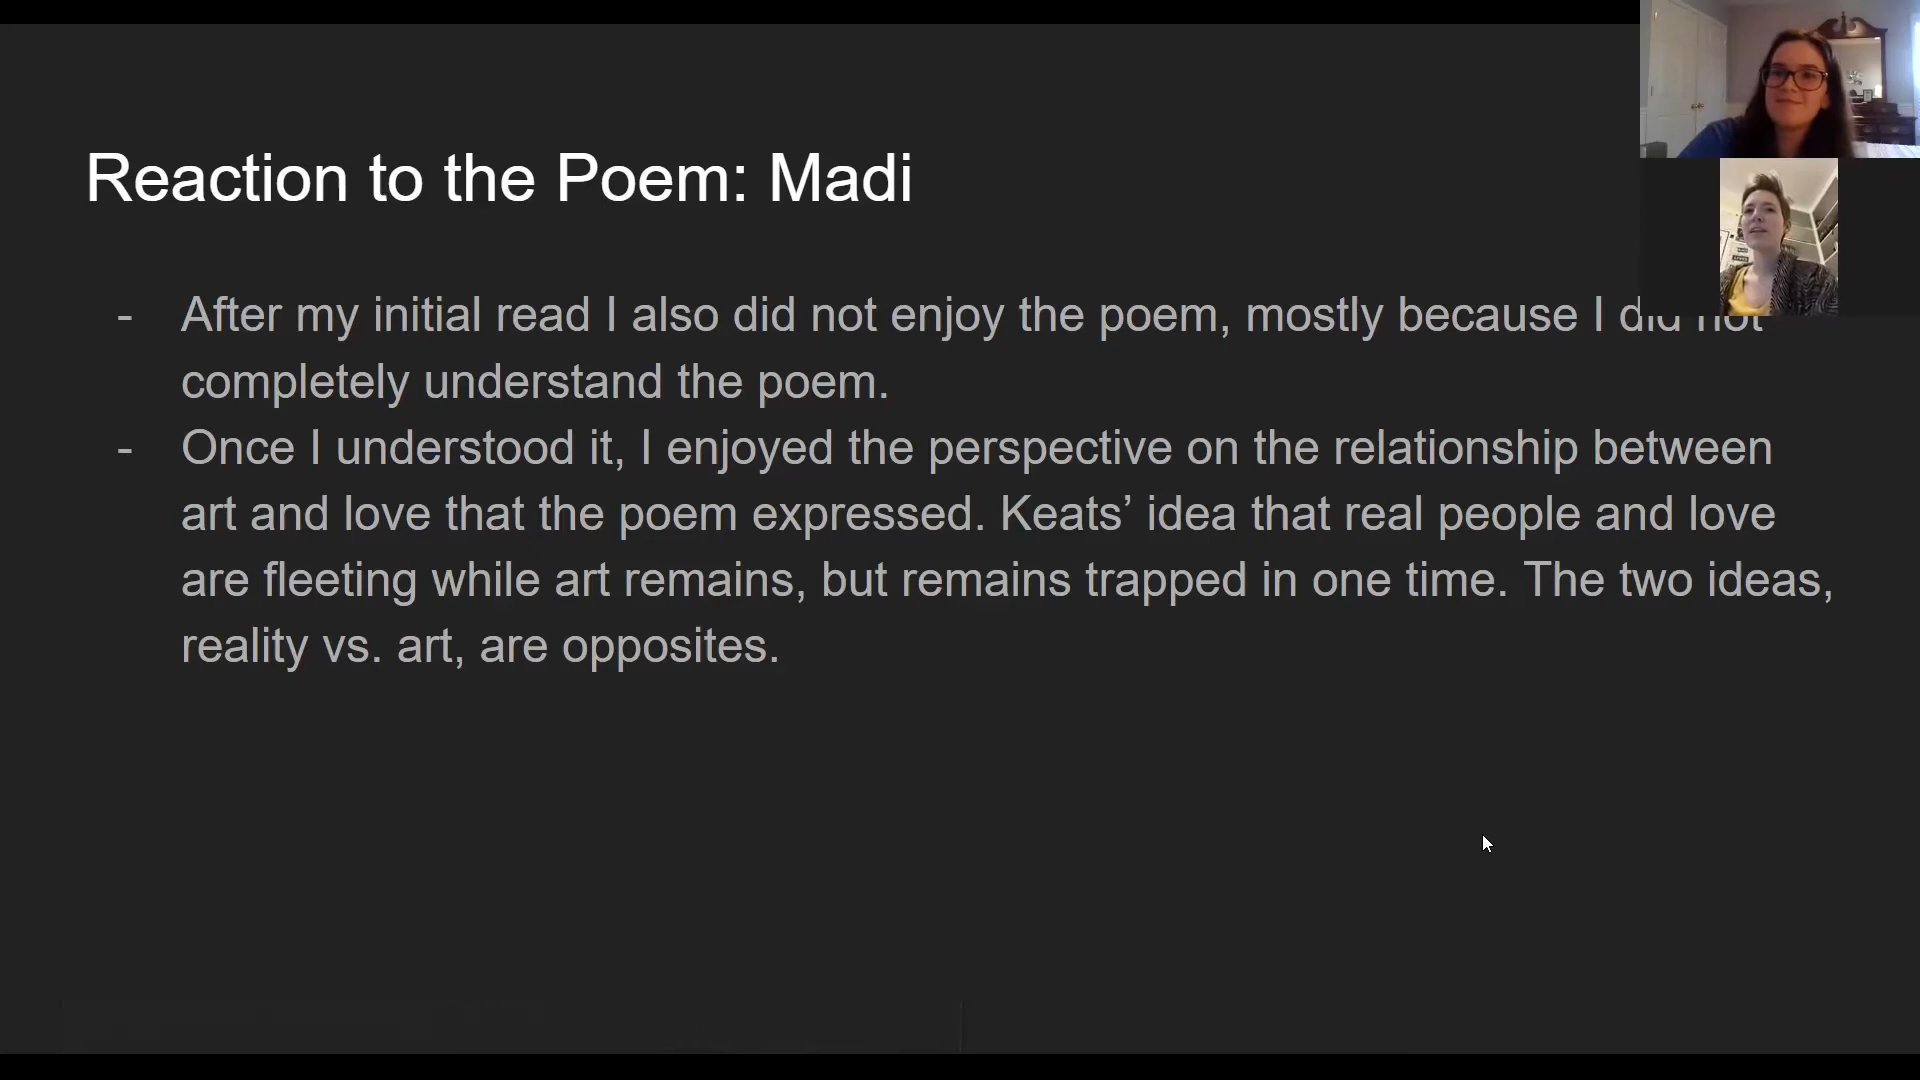 Reaction to the Poem: Madi
- After my initial read I also did not enjoy the poem, mostly because I did not
completely understand the poem.
- Once I understood it, I enjoyed the perspective on the relationship between
art and love that the poem expressed. Keats’ idea that real people and love
are fleeting while art remains, but remains trapped in one time. The two ideas,
reality vs. art, are opposites.